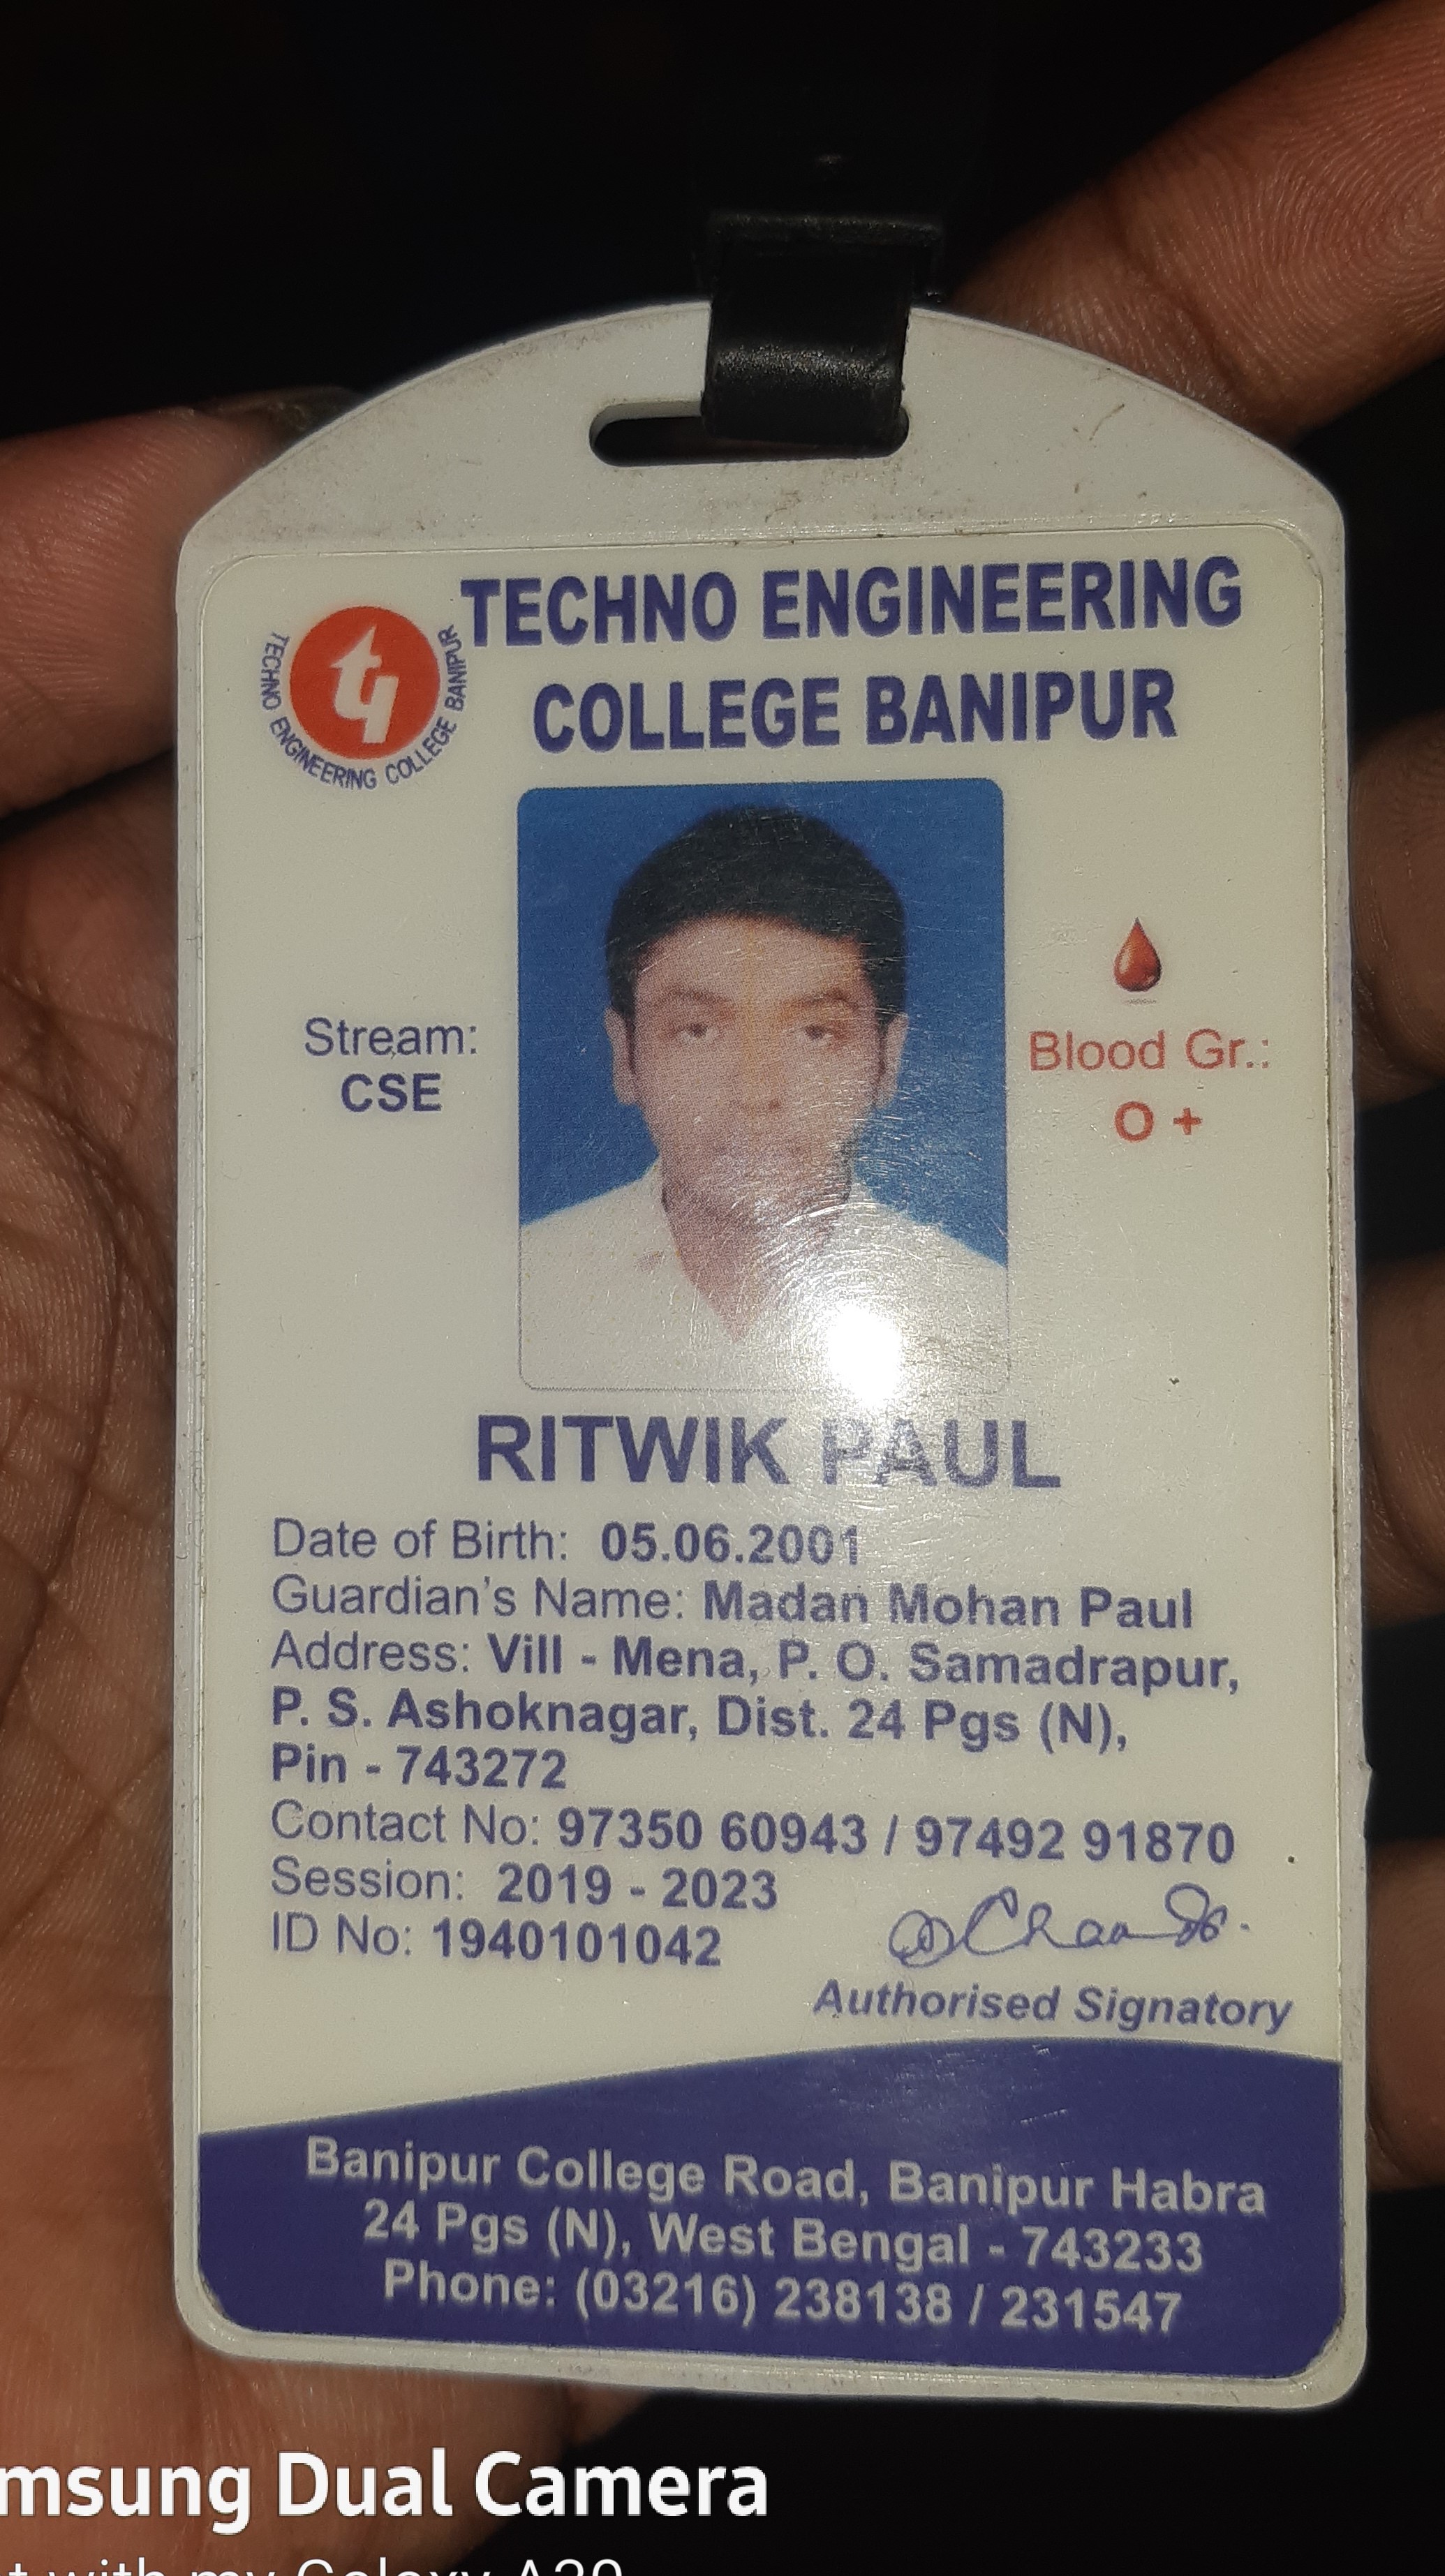 TECHNO ENGINEERING
COLLEGE BANIPUR
TECHNO ENGINEERING COLLEGE BANIPUR
Stream:
CSE
Blood Gr.:
O +
RITWIK PAUL
Date of Birth: 05.06.2001
Guardian's Name: Madan Mohan Paul
Address: Vill - Mena, P. O. Samadrapur,
P. S. Ashoknagar, Dist. 24 Pgs (N),
Pin - 743272
Contact No: 97350 60943 / 97492 91870
Session: 2019 - 2023
ID No: 1940101042
Authorised Signatory
Banipur College Road, Banipur Habra
24 Pgs (N), West Bengal - 743233
Phone: (03216) 238138 / 231547
msung Dual Camera
t with my Galaxy